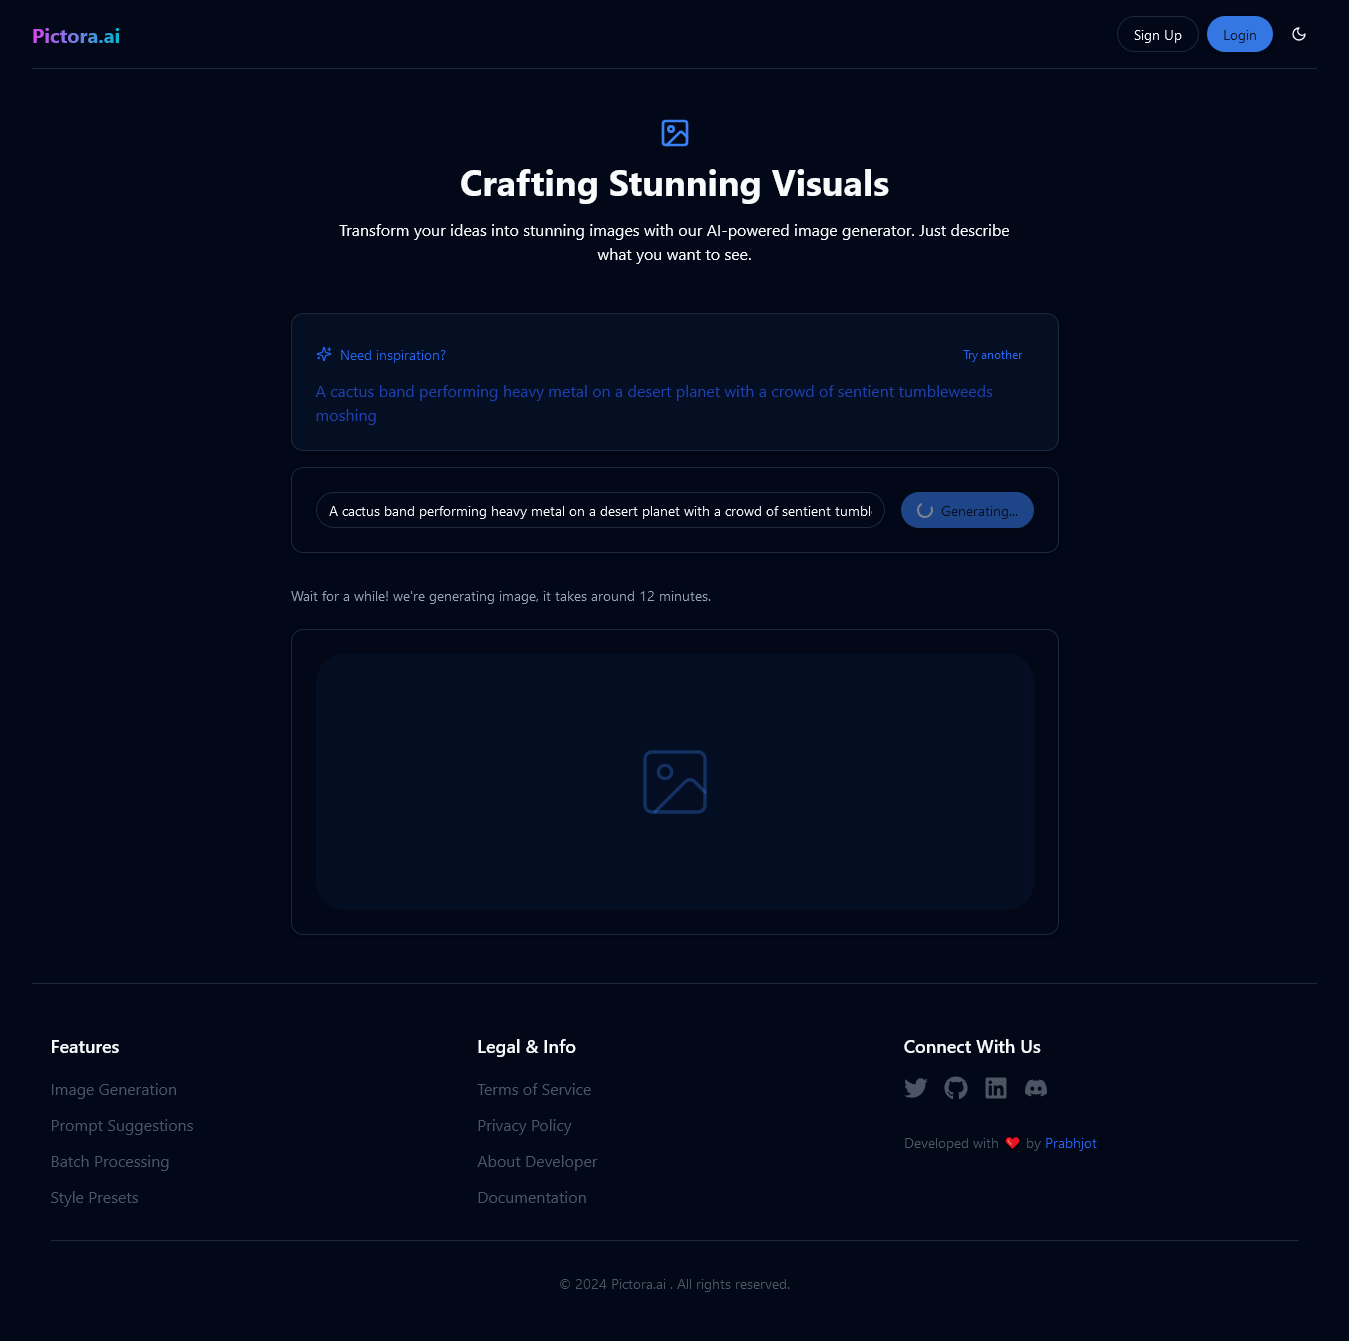 Pictora.ai
Sign Up
Login
Crafting Stunning Visuals
Transform your ideas into stunning images with our AI-powered image generator. Just describe
what you want to see.
Need inspiration?
Try another
A cactus band performing heavy metal on a desert planet with a crowd of sentient tumbleweeds
moshing
A cactus band performing heavy metal on a desert planet with a crowd of sentient tumbl
Generating...
Wait for a while! we're generating image, it takes around 12 minutes.
Features
Image Generation
Prompt Suggestions
Batch Processing
Style Presets
Legal & Info
Terms of Service
Privacy Policy
About Developer
Documentation
Connect With Us
Developed with ❤ by Prabhjot
© 2024 Pictora.ai . All rights reserved.